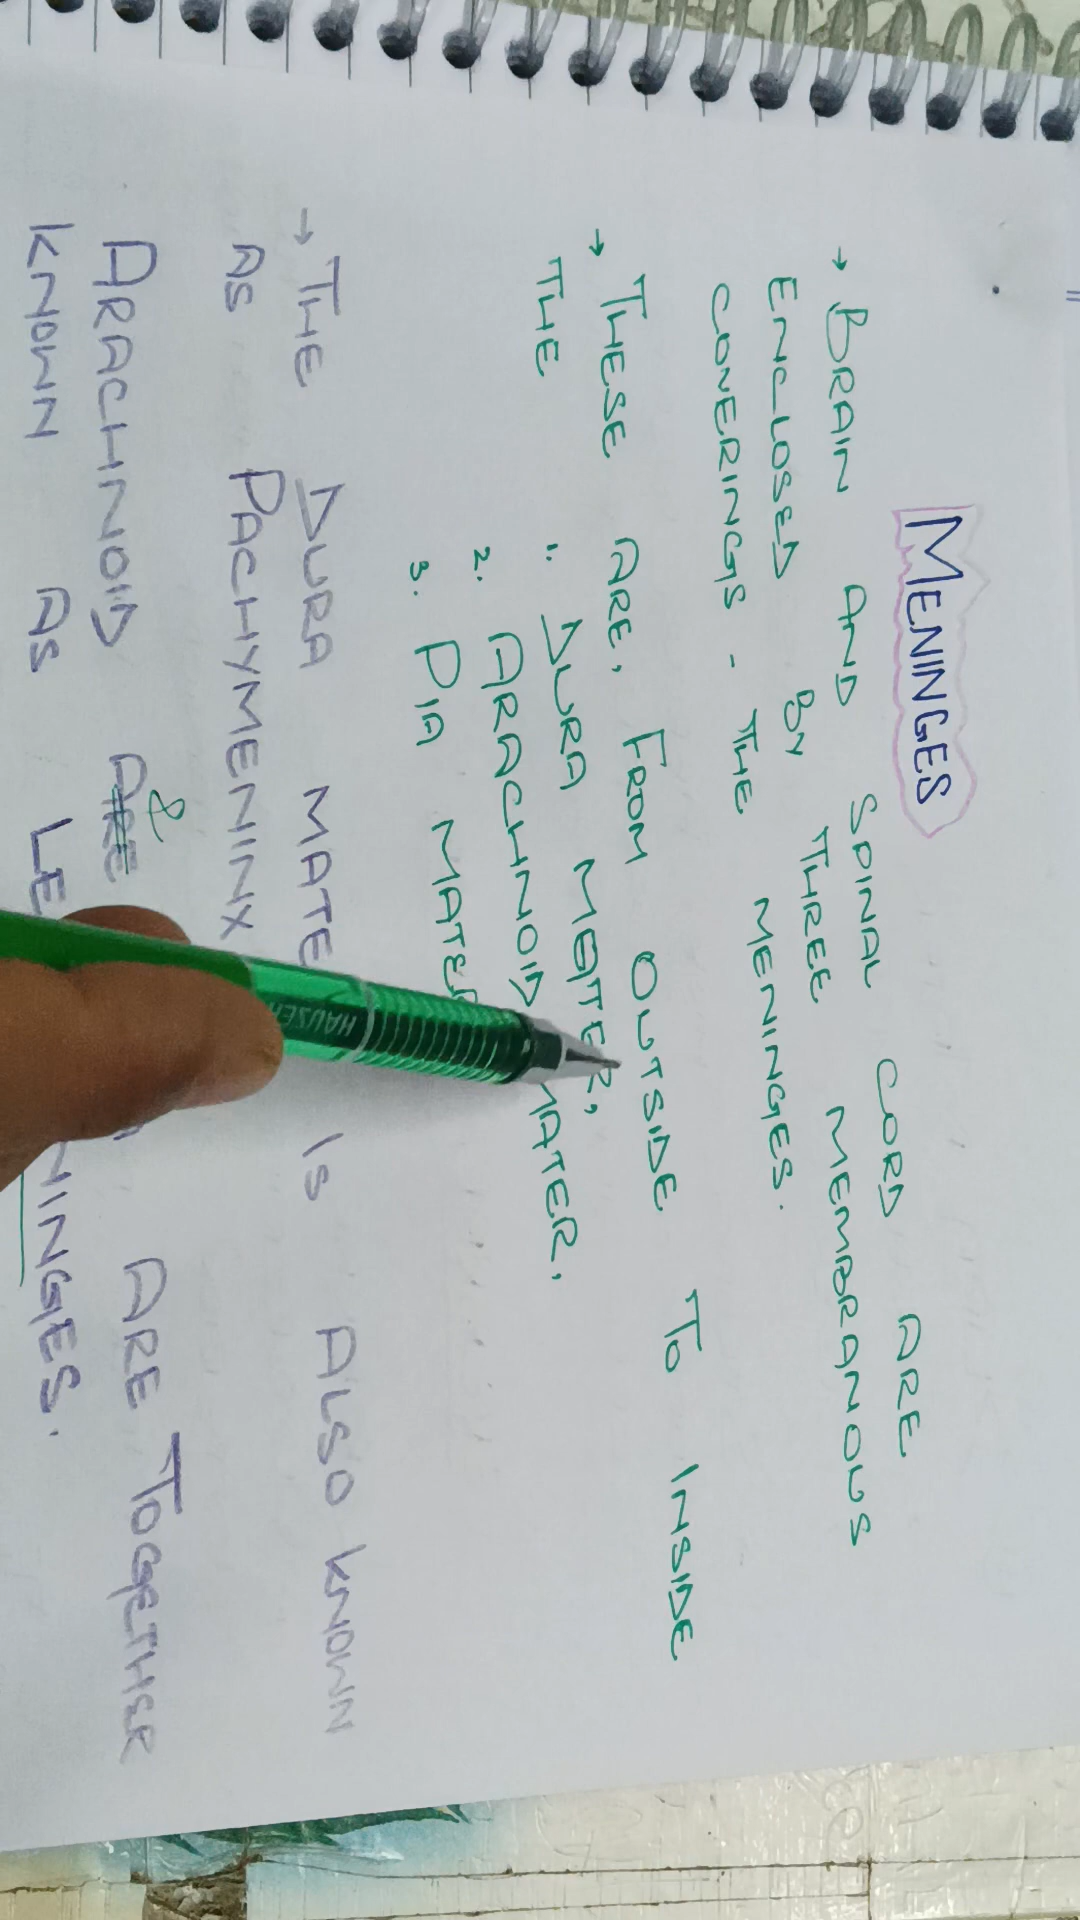 MENINGES
→ BRAIN AND SPINAL CORD ARE
ENCLOSED BY THREE MEMBRANOUS
COVERINGS - THE MENINGES.
→ THESE ARE, FROM OUTSIDE TO INSIDE
THE
1. DURA MATER,
2. ARACHNOID MATER.
3. PIA MATER
→ THE DURA MATE IS ALSO KNOWN
AS PACHYMENINX
ARACHNOID & ARE TOGETHER
KNOWN AS LE NINGES.
HAUSER